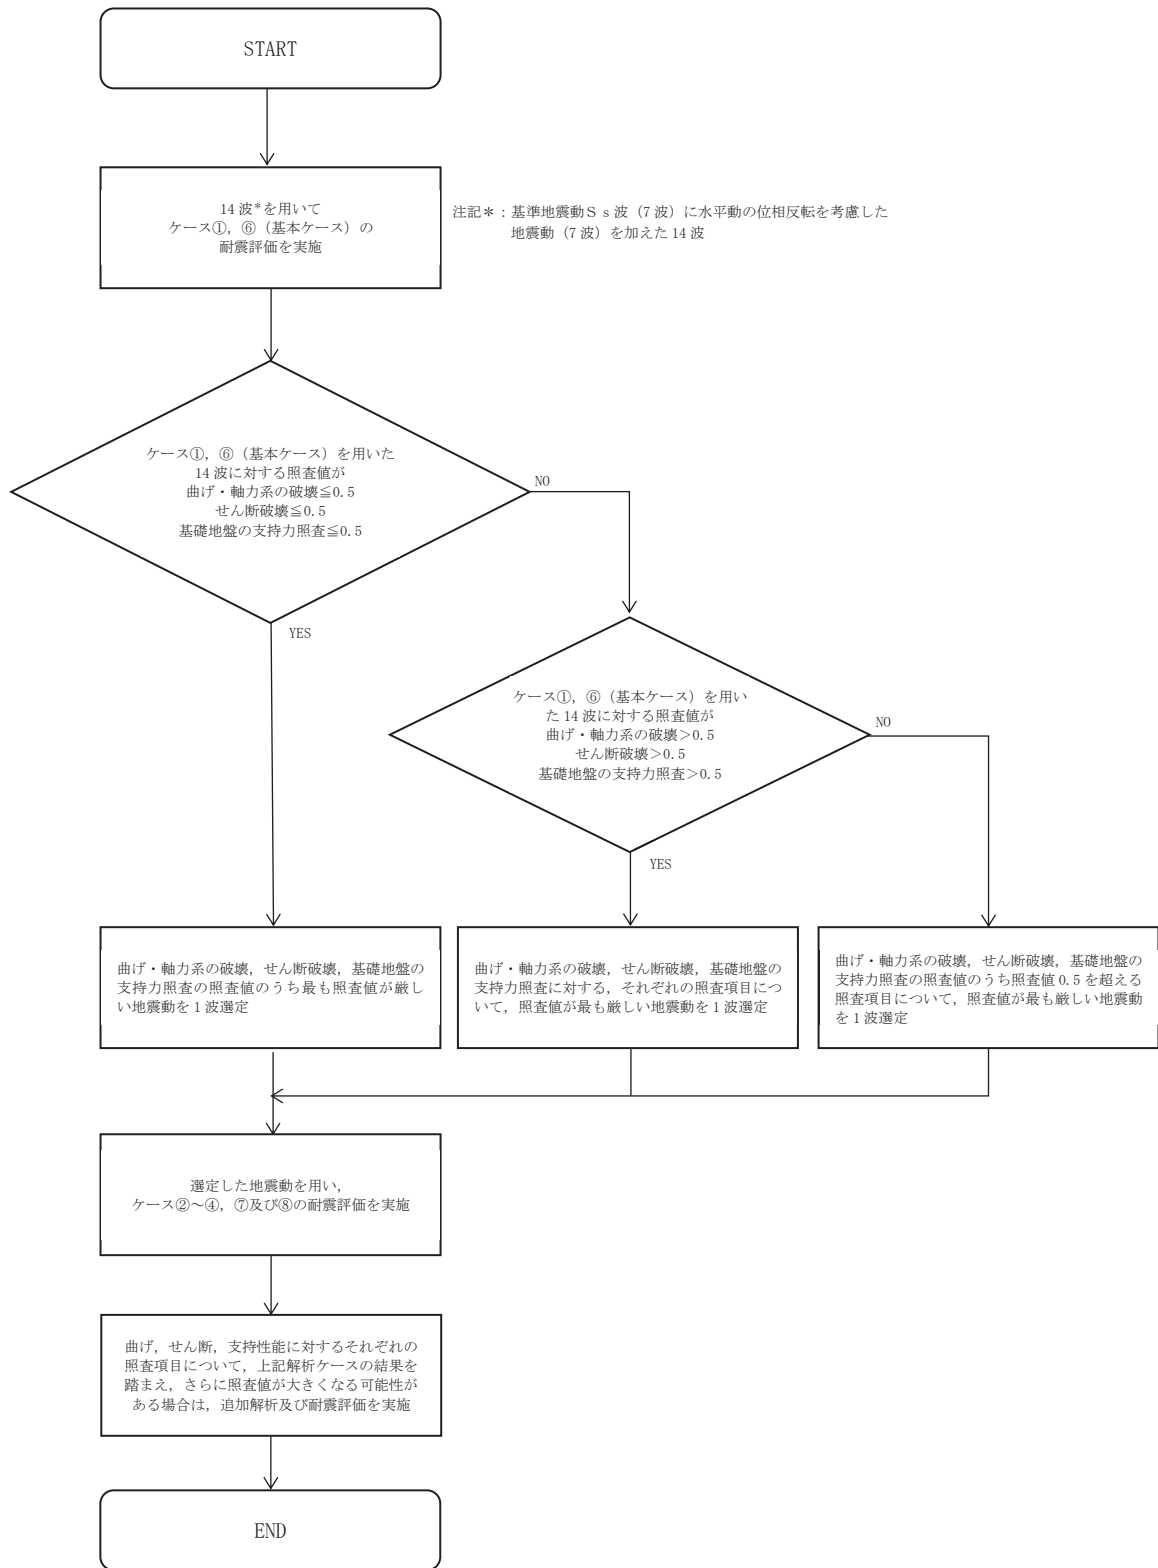 START
14 波*を用いて
ケース①，⑥（基本ケース）の
耐震評価を実施
注記＊：基準地震動Ｓｓ波（7 波）に水平動の位相反転を考慮した
地震動（7 波）を加えた 14 波
ケース①，⑥（基本ケース）を用いた
14 波に対する照査値が
曲げ・軸力系の破壊≦0.5
せん断破壊≦0.5
基礎地盤の支持力照査≦0.5
NO
YES
ケース①，⑥（基本ケース）を用い
た 14 波に対する照査値が
曲げ・軸力系の破壊＞0.5
せん断破壊＞0.5
基礎地盤の支持力照査＞0.5
NO
YES
曲げ・軸力系の破壊，せん断破壊，基礎地盤の
支持力照査の照査値のうち最も照査値が厳し
い地震動を 1 波選定
曲げ・軸力系の破壊，せん断破壊，基礎地盤の
支持力照査に対する，それぞれの照査項目につ
いて，照査値が最も厳しい地震動を 1 波選定
曲げ・軸力系の破壊，せん断破壊，基礎地盤の
支持力照査の照査値のうち照査値 0.5 を超える
照査項目について，照査値が最も厳しい地震動
を 1 波選定
選定した地震動を用い，
ケース②～④，⑦及び⑧の耐震評価を実施
曲げ，せん断，支持性能に対するそれぞれの
照査項目について，上記解析ケースの結果を
踏まえ，さらに照査値が大きくなる可能性が
ある場合は，追加解析及び耐震評価を実施
END